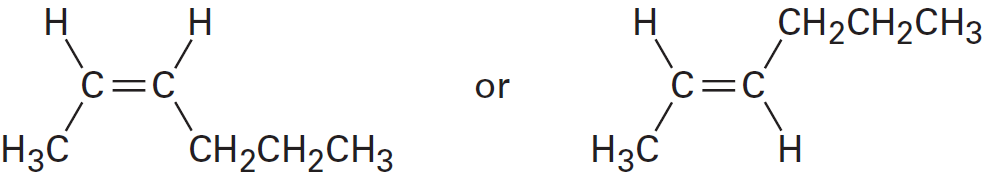 H H H CH2CH2CH3
C=C or C=C
H3C CH2CH2CH3 H3C H